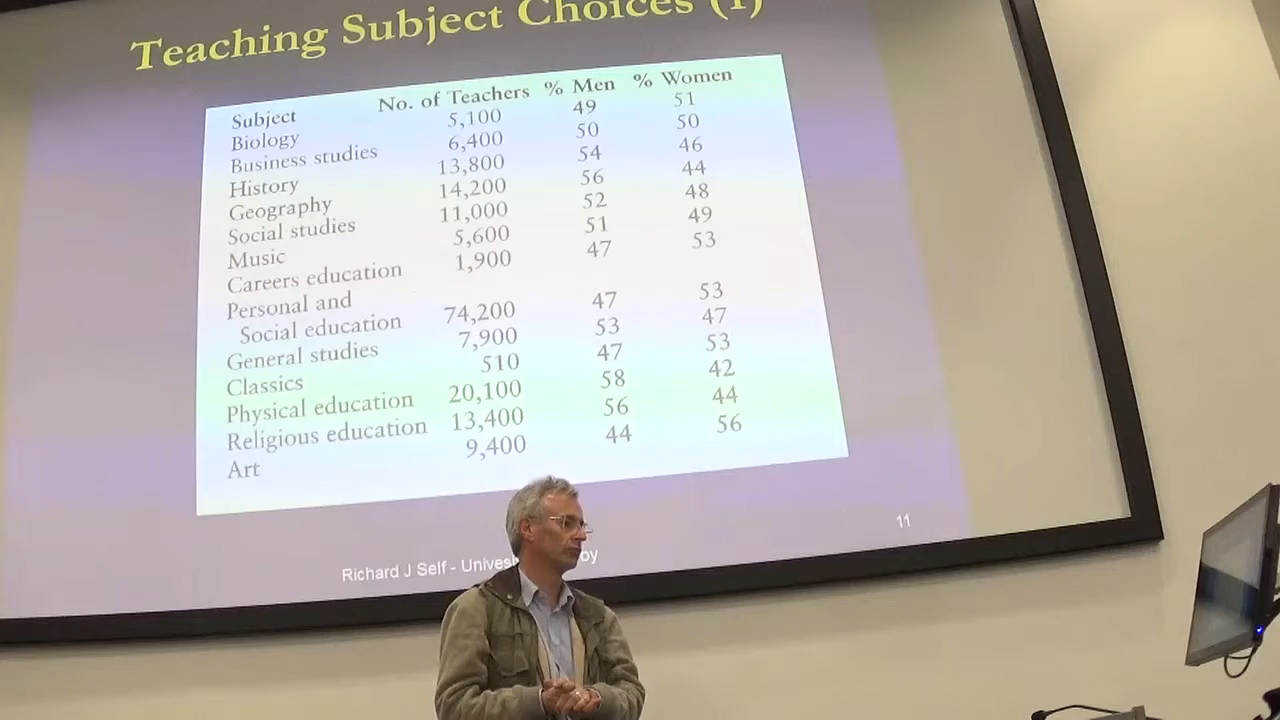 Teaching Subject Choices (1)
Subject No. of Teachers % Men % Women
Biology 5,100 49 51
Business studies 6,400 50 50
History 13,800 54 46
Geography 14,200 56 44
Social studies 11,000 52 48
Music 5,600 51 49
Careers education 1,900 47 53
Personal and
Social education 74,200 47 53
General studies 7,900 53 47
Classics 510 47 53
Physical education 20,100 58 42
Religious education 13,400 56 44
Art 9,400 44 56
Richard J Self -
11